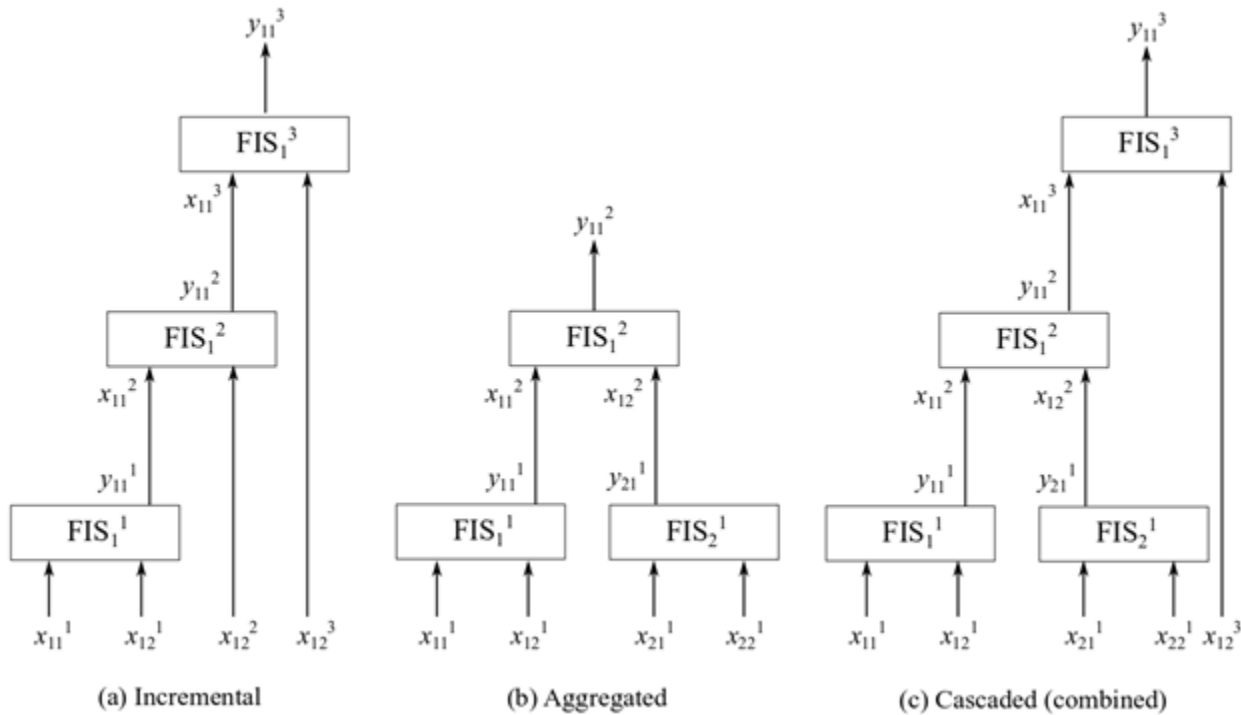 y₁₁³
FIS₁³
x₁₁³
y₁₁²
FIS₁²
x₁₁²
y₁₁¹
FIS₁¹
x₁₁¹ x₁₂¹ x₁₂² x₁₂³
(a) Incremental
y₁₁²
FIS₁²
x₁₁² x₁₂²
y₁₁¹ y₂₁¹
FIS₁¹ FIS₂¹
x₁₁¹ x₁₂¹ x₂₁¹ x₂₂¹
(b) Aggregated
y₁₁³
FIS₁³
x₁₁³
y₁₁²
FIS₁²
x₁₁² x₁₂²
y₁₁¹ y₂₁¹
FIS₁¹ FIS₂¹
x₁₁¹ x₁₂¹ x₂₁¹ x₂₂¹ x₁₂³
(c) Cascaded (combined)